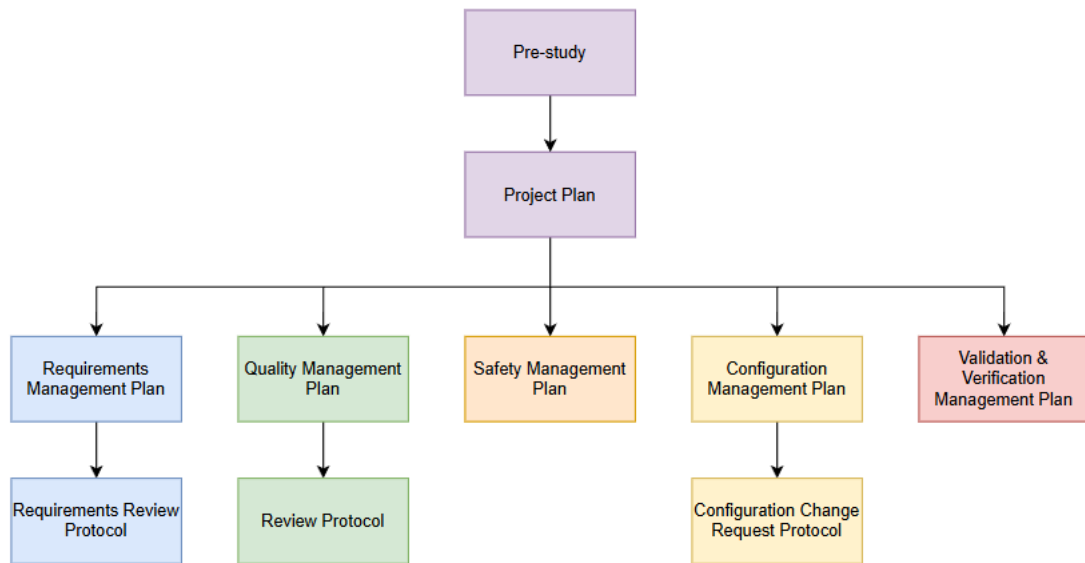 Pre-study
Project Plan
Requirements
Management Plan
Quality Management
Plan
Safety Management
Plan
Configuration
Management Plan
Validation &
Verification
Management Plan
Requirements Review
Protocol
Review Protocol
Configuration Change
Request Protocol